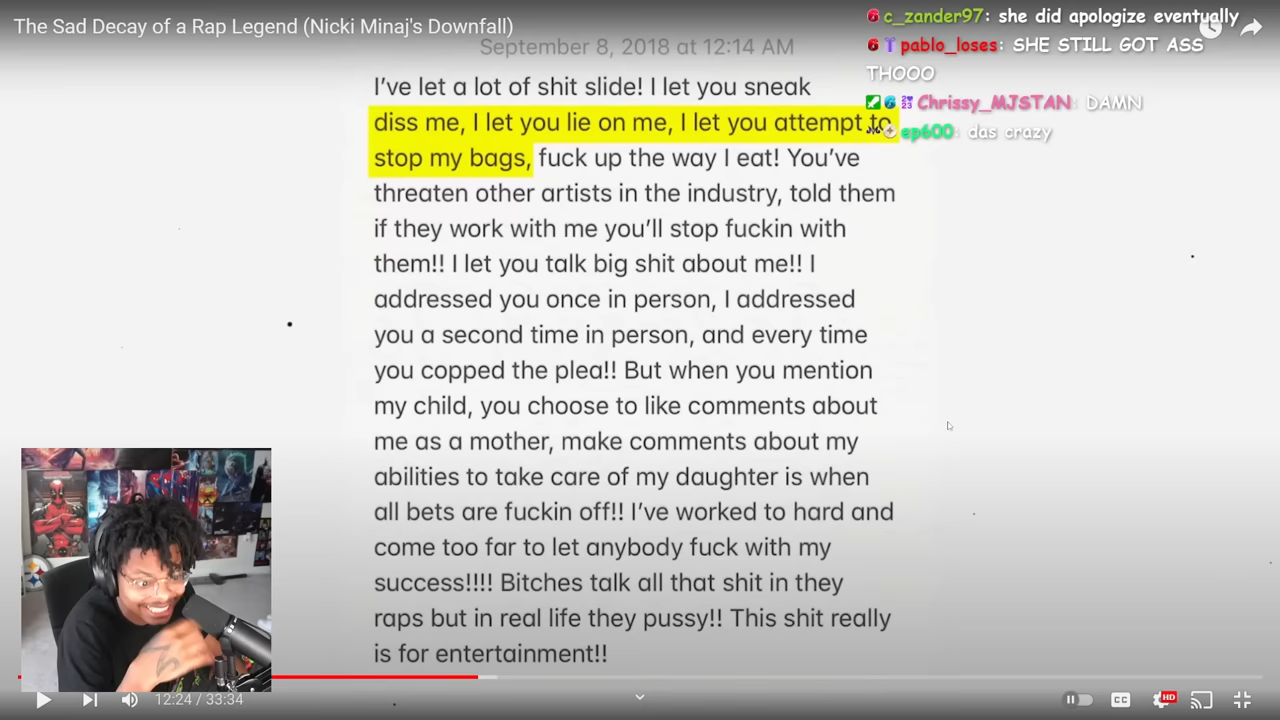 The Sad Decay of a Rap Legend (Nicki Minaj's Downfall)
c_zander97: she did apologize eventually
pablo_loses: SHE STILL GOT ASS
THOOO
Chrissy_MJSTAN: DAMN
ep600: das crazy
September 8, 2018 at 12:14 AM
I've let a lot of shit slide! I let you sneak
diss me, I let you lie on me, I let you attempt to
stop my bags, fuck up the way I eat! You've
threaten other artists in the industry, told them
if they work with me you'll stop fuckin with
them!! I let you talk big shit about me!! I
addressed you once in person, I addressed
you a second time in person, and every time
you copped the plea!! But when you mention
my child, you choose to like comments about
me as a mother, make comments about my
abilities to take care of my daughter is when
all bets are fuckin off!! I've worked to hard and
come too far to let anybody fuck with my
success!!!! Bitches talk all that shit in they
raps but in real life they pussy!! This shit really
is for entertainment!!
12:24 / 33:34
CC
HD